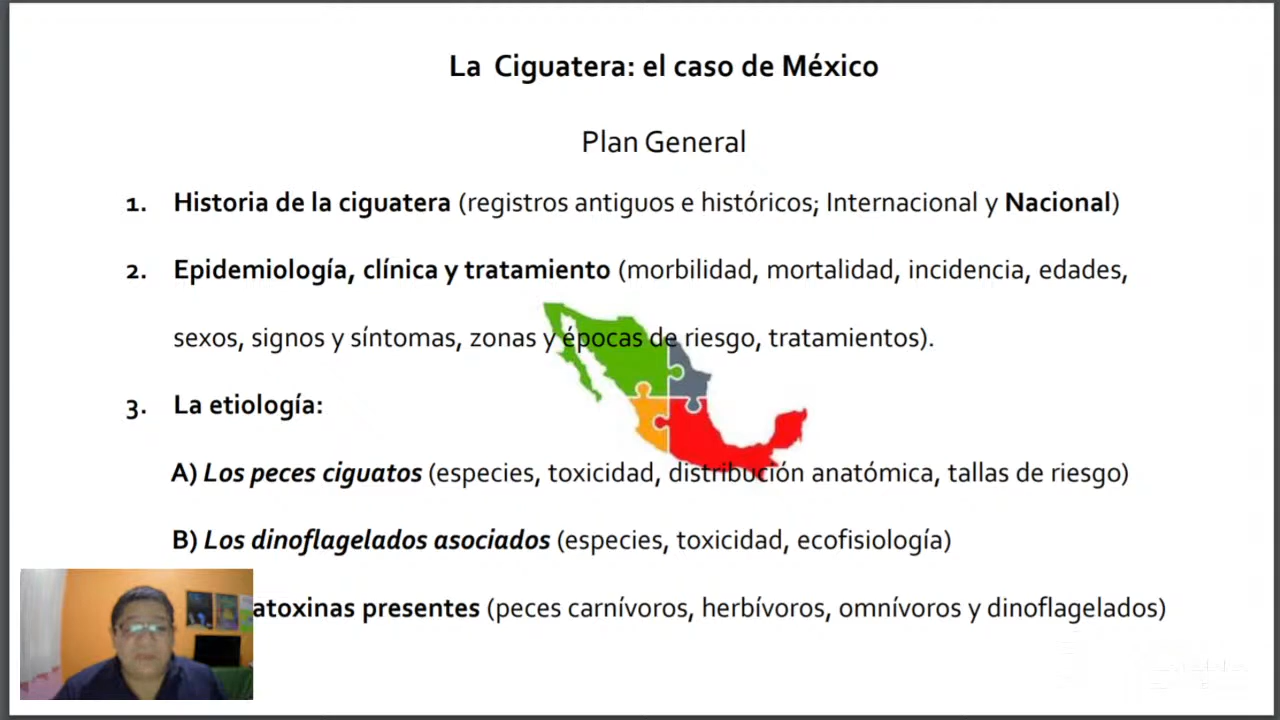 La Ciguatera: el caso de México
Plan General
1. Historia de la ciguatera (registros antiguos e históricos; Internacional y Nacional)
2. Epidemiología, clínica y tratamiento (morbilidad, mortalidad, incidencia, edades,
sexos, signos y síntomas, zonas y épocas de riesgo, tratamientos).
3. La etiología:
A) Los peces ciguatos (especies, toxicidad, distribución anatómica, tallas de riesgo)
B) Los dinoflagelados asociados (especies, toxicidad, ecofisiología)
atoxinas presentes (peces carnívoros, herbívoros, omnívoros y dinoflagelados)